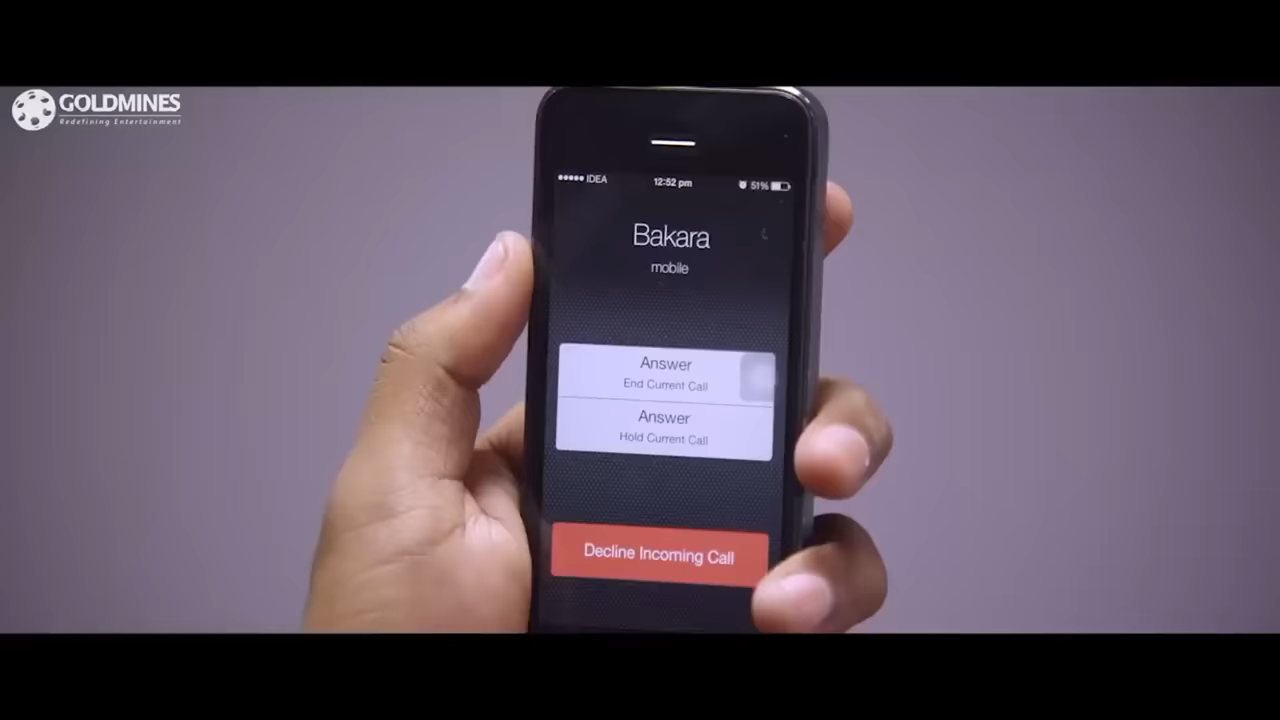 GOLDMINES
Redefining Entertainment
IDEA 12:52 pm 51%
Bakara
mobile
Answer
End Current Call
Answer
Hold Current Call
Decline Incoming Call